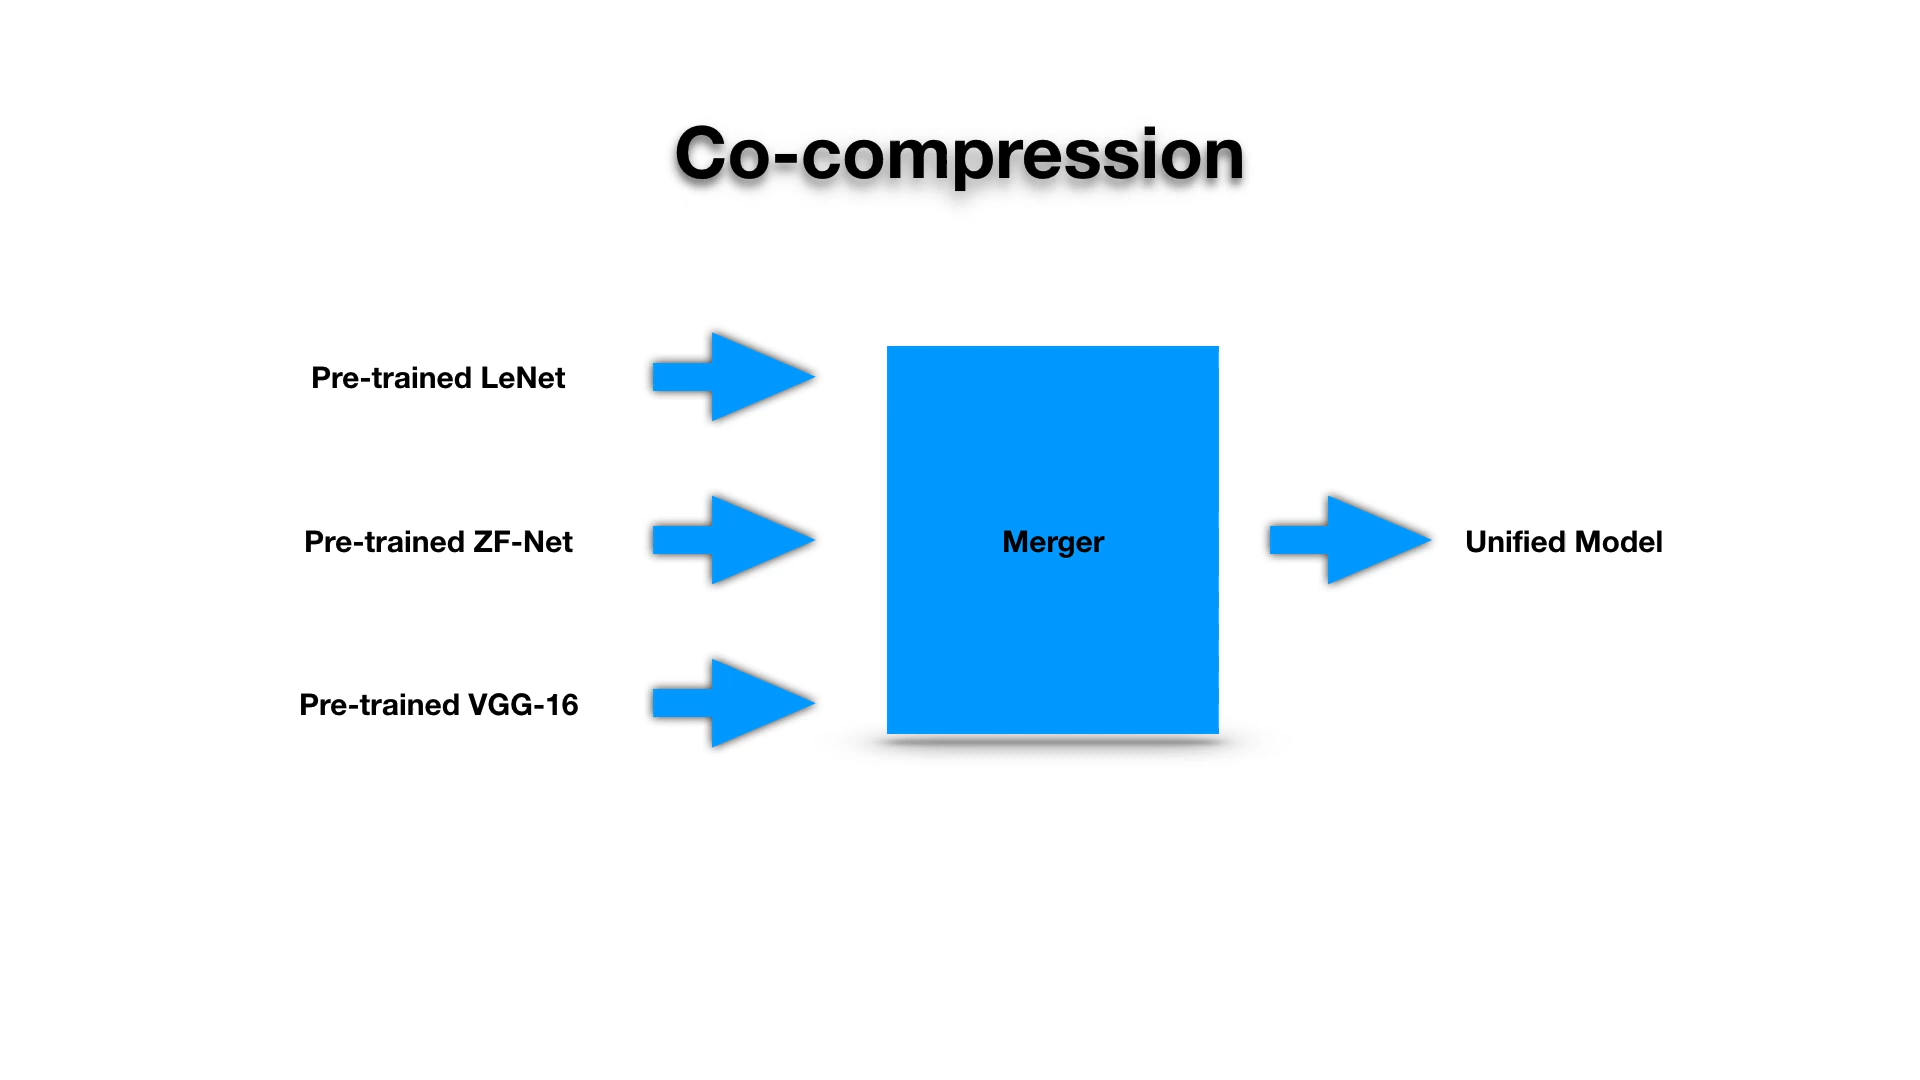 Co-compression
Pre-trained LeNet
Pre-trained ZF-Net
Merger
Unified Model
Pre-trained VGG-16